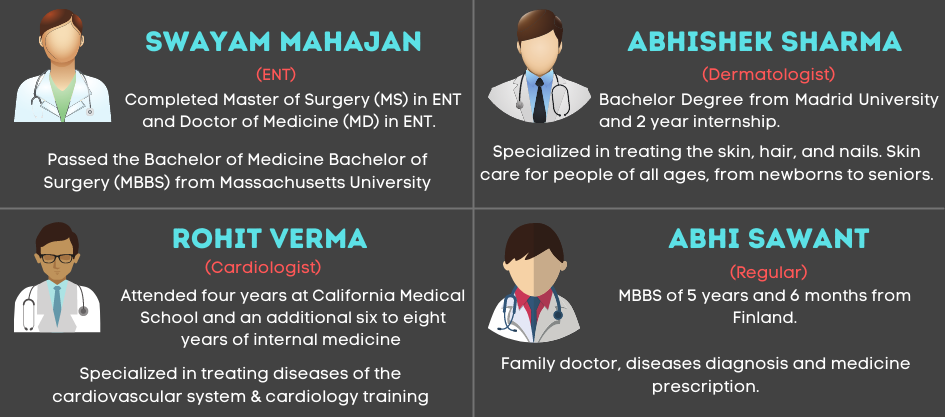 SWAYAM MAHAJAN
(ENT)
Completed Master of Surgery (MS) in ENT
and Doctor of Medicine (MD) in ENT.
Passed the Bachelor of Medicine Bachelor of
Surgery (MBBS) from Massachusetts University
ABHISHEK SHARMA
(Dermatologist)
Bachelor Degree from Madrid University
and 2 year internship.
Specialized in treating the skin, hair, and nails. Skin
care for people of all ages, from newborns to seniors.
ROHIT VERMA
(Cardiologist)
Attended four years at California Medical
School and an additional six to eight
years of internal medicine
Specialized in treating diseases of the
cardiovascular system & cardiology training
ABHI SAWANT
(Regular)
MBBS of 5 years and 6 months from
Finland.
Family doctor, diseases diagnosis and medicine
prescription.